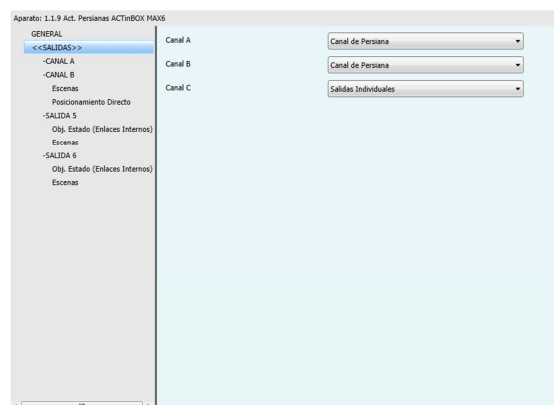 Aparato: 1.1.9 Act. Persianas ACTinBOX MAX6
GENERAL
<<SALIDAS>>
-CANAL A
-CANAL B
Escenas
Posicionamiento Directo
-SALIDA 5
Obj. Estado (Enlaces Internos)
Escenas
-SALIDA 6
Obj. Estado (Enlaces Internos)
Escenas
Canal A
Canal de Persiana
Canal B
Canal de Persiana
Canal C
Salidas Individuales